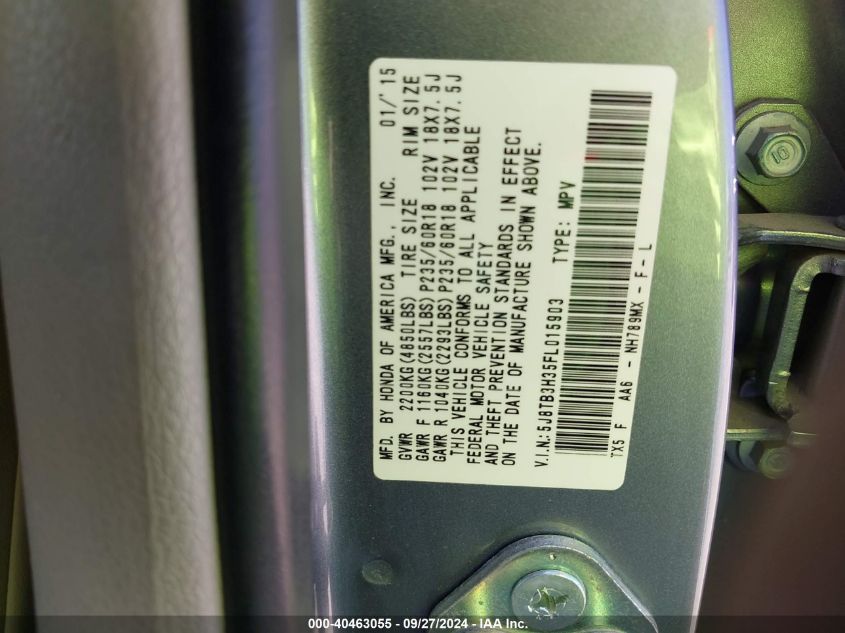 MFD. BY HONDA OF AMERICA MFG., INC. 01/'15
GVWR 2200KG(4850LBS) TIRE SIZE RIM SIZE
GAWR F 1160KG(2557LBS)P235/60R18 102V 18X7.5J
GAWR R 1040KG(2293LBS)P235/60R18 102V 18X7.5J
THIS VEHICLE CONFORMS TO ALL APPLICABLE
FEDERAL MOTOR VEHICLE SAFETY
AND THEFT PREVENTION STANDARDS IN EFFECT
ON THE DATE OF MANUFACTURE SHOWN ABOVE.
V.I.N.:5J8TB3H35FL015903 TYPE: MPV
TX5 F AA6 - NH789MX - F - L
000-40463055 - 09/27/2024 - IAA Inc.